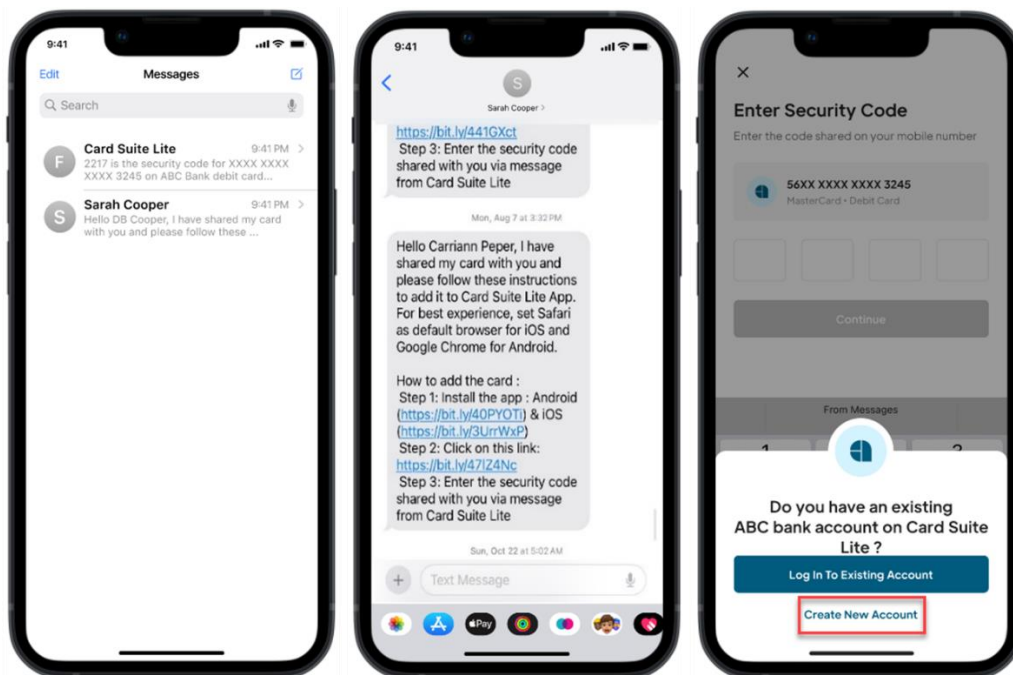 9:41
Edit
Messages
Search
F
Card Suite Lite
9:41 PM
2217 is the security code for XXXX XXXX
XXXX 3245 on ABC Bank debit card...
S
Sarah Cooper
9:41 PM
Hello DB Cooper, I have shared my card
with you and please follow these ...
9:41
S
Sarah Cooper
https://bit.ly/441GXct
Step 3: Enter the security code
shared with you via message
from Card Suite Lite
Mon, Aug 7 at 3:32 PM
Hello Carriann Peper, I have
shared my card with you and
please follow these instructions
to add it to Card Suite Lite App.
For best experience, set Safari
as default browser for iOS and
Google Chrome for Android.
How to add the card :
Step 1: Install the app : Android
(https://bit.ly/40PYOTi) & iOS
(https://bit.ly/3UrrWxP)
Step 2: Click on this link:
https://bit.ly/47lZ4Nc
Step 3: Enter the security code
shared with you via message
from Card Suite Lite
Sun, Oct 22 at 5:02 AM
Text Message
Pay
Enter Security Code
Enter the code shared on your mobile number
56XX XXXX XXXX 3245
MasterCard • Debit Card
Continue
From Messages
Do you have an existing
ABC bank account on Card Suite
Lite ?
Log In To Existing Account
Create New Account